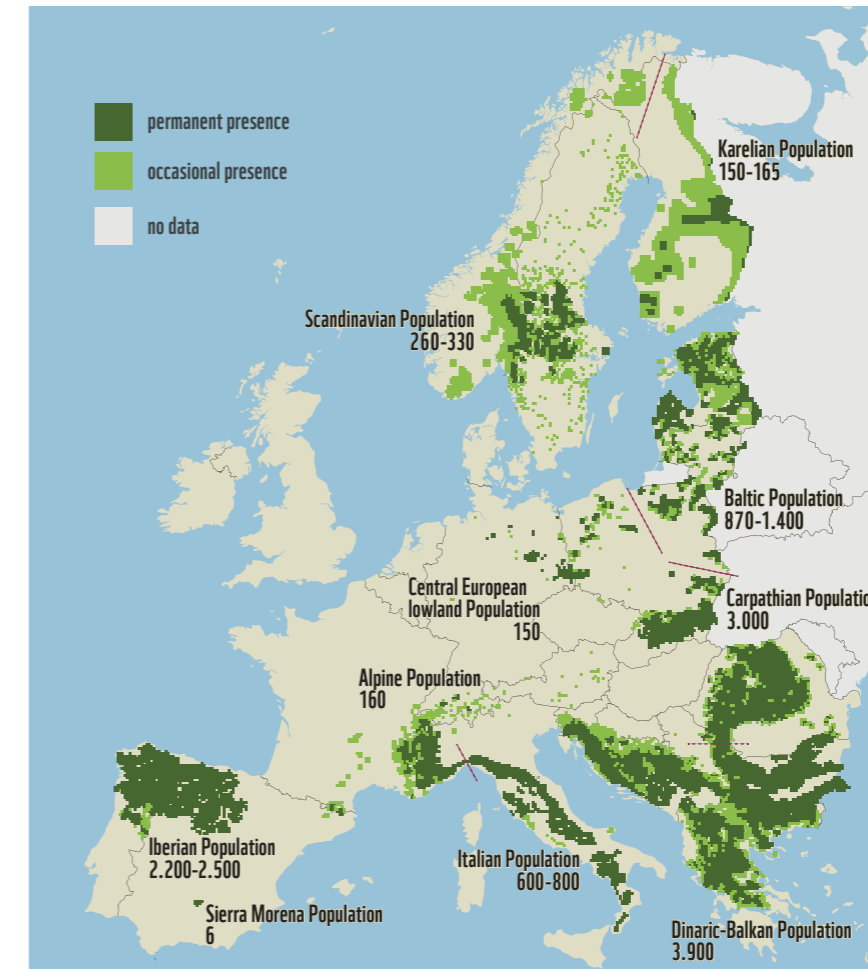 permanent presence
occasional presence
no data
Karelian Population
150-165
Scandinavian Population
260-330
Baltic Population
870-1.400
Central European
lowland Population
150
Carpathian Populatio
3.000
Alpine Population
160
Iberian Population
2.200-2.500
Italian Population
600-800
Sierra Morena Population
6
Dinaric-Balkan Population
3.900